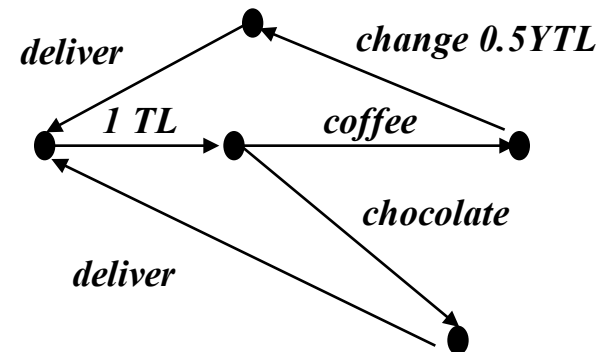 deliver
change 0.5YTL
1 TL
coffee
chocolate
deliver